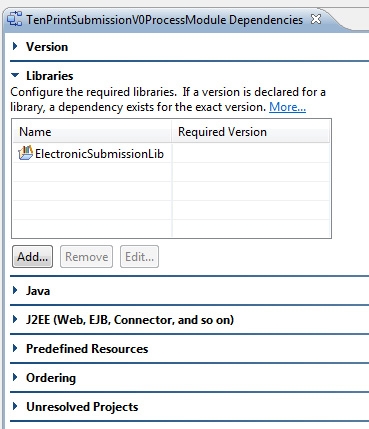 TenPrintSubmissionV0ProcessModule Dependencies
Version
Libraries
Configure the required libraries. If a version is declared for a
library, a dependency exists for the exact version. More...
Name Required Version
ElectronicSubmissionLib
Add... Remove Edit...
Java
J2EE (Web, EJB, Connector, and so on)
Predefined Resources
Ordering
Unresolved Projects